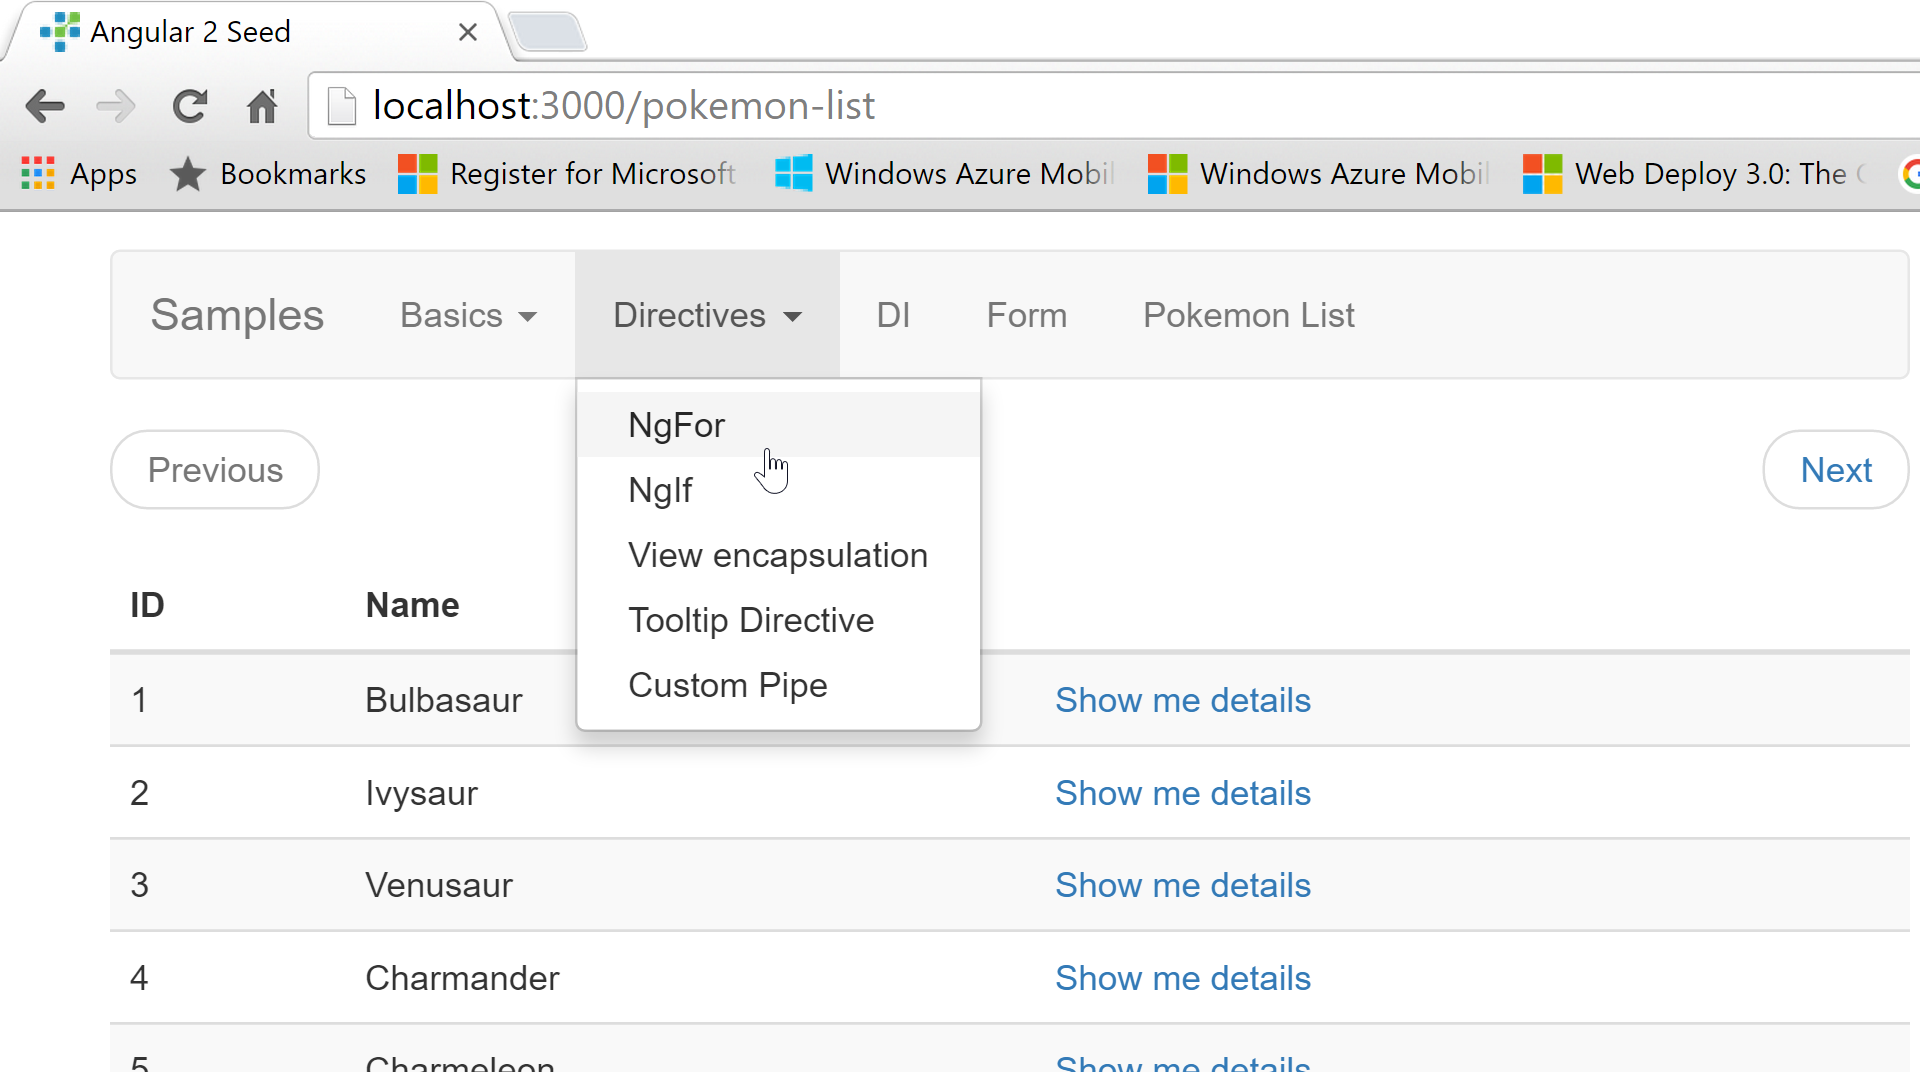 Angular 2 Seed
localhost:3000/pokemon-list
Apps Bookmarks Register for Microsoft Windows Azure Mobil Windows Azure Mobil Web Deploy 3.0: The
Samples Basics Directives DI Form Pokemon List
NgFor
Previous Next
NgIf
View encapsulation
ID Name
Tooltip Directive
Custom Pipe
1 Bulbasaur Show me details
2 Ivysaur Show me details
3 Venusaur Show me details
4 Charmander Show me details
5 Charmeleon Show me details